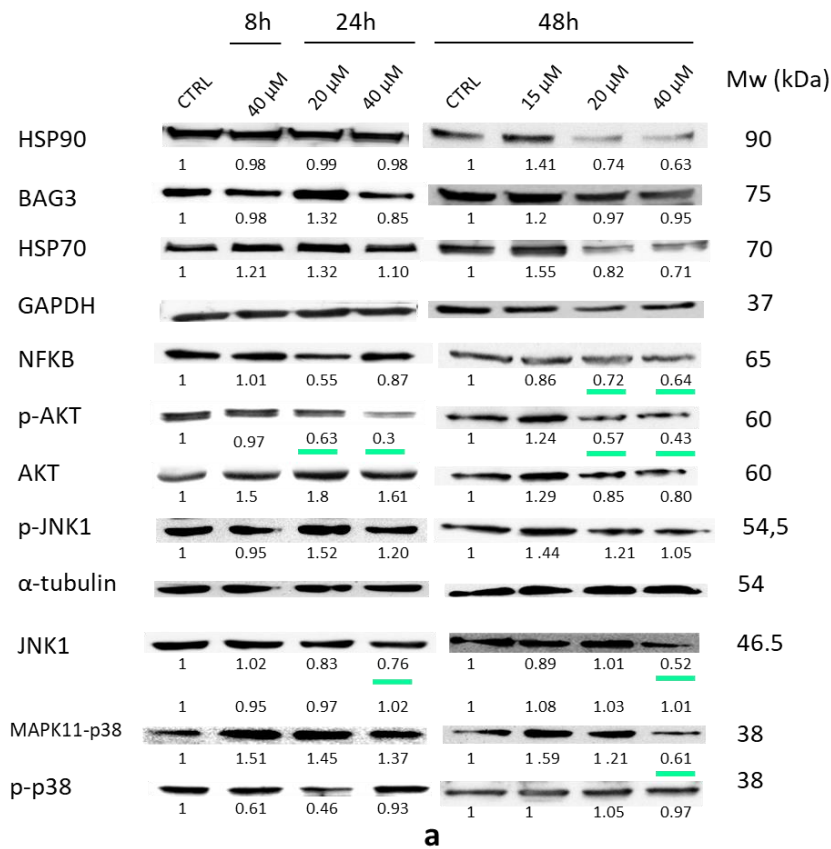 8h 24h 48h
CTRL 40 µM 20 µM 40 µM CTRL 15 µM 20 µM 40 µM Mw (kDa)
HSP90 90
1 0.98 0.99 0.98 1 1.41 0.74 0.63
BAG3 75
1 0.98 1.32 0.85 1 1.2 0.97 0.95
HSP70 70
1 1.21 1.32 1.10 1 1.55 0.82 0.71
GAPDH 37
NFKB 65
1 1.01 0.55 0.87 1 0.86 0.72 0.64
p-AKT 60
1 0.97 0.63 0.3 1 1.24 0.57 0.43
AKT 60
1 1.5 1.8 1.61 1 1.29 0.85 0.80
p-JNK1 54,5
1 0.95 1.52 1.20 1 1 .44 1.21 1.05
α-tubulin 54
JNK1 46.5
1 1.02 0.83 0.76 1 0.89 1.01 0.52
1 0.95 0.97 1.02 1 1.08 1.03 1.01
MAPK11-p38 38
1 1.51 1.45 1.37 1 1.59 1.21 0.61
p-p38 38
1 0.61 0.46 0.93 1 1 1.05 0.97
a